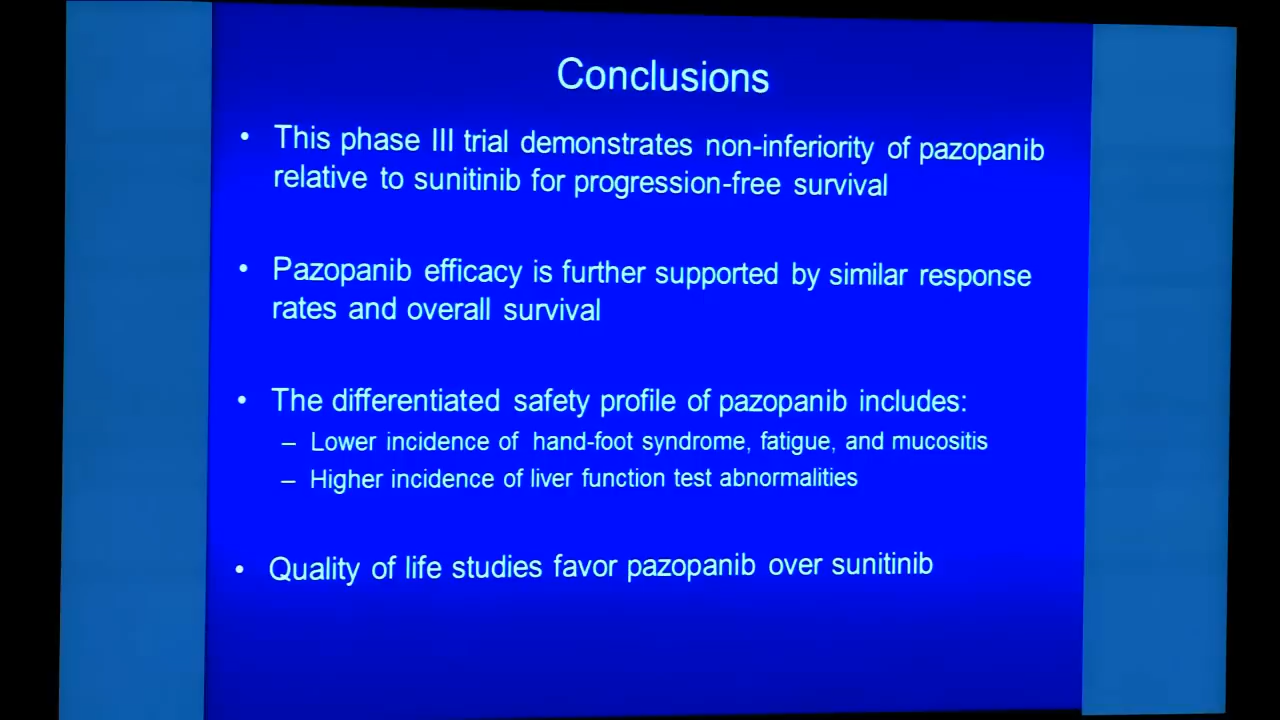 Conclusions
• This phase III trial demonstrates non-inferiority of pazopanib
relative to sunitinib for progression-free survival
• Pazopanib efficacy is further supported by similar response
rates and overall survival
• The differentiated safety profile of pazopanib includes:
– Lower incidence of hand-foot syndrome, fatigue, and mucositis
– Higher incidence of liver function test abnormalities
• Quality of life studies favor pazopanib over sunitinib